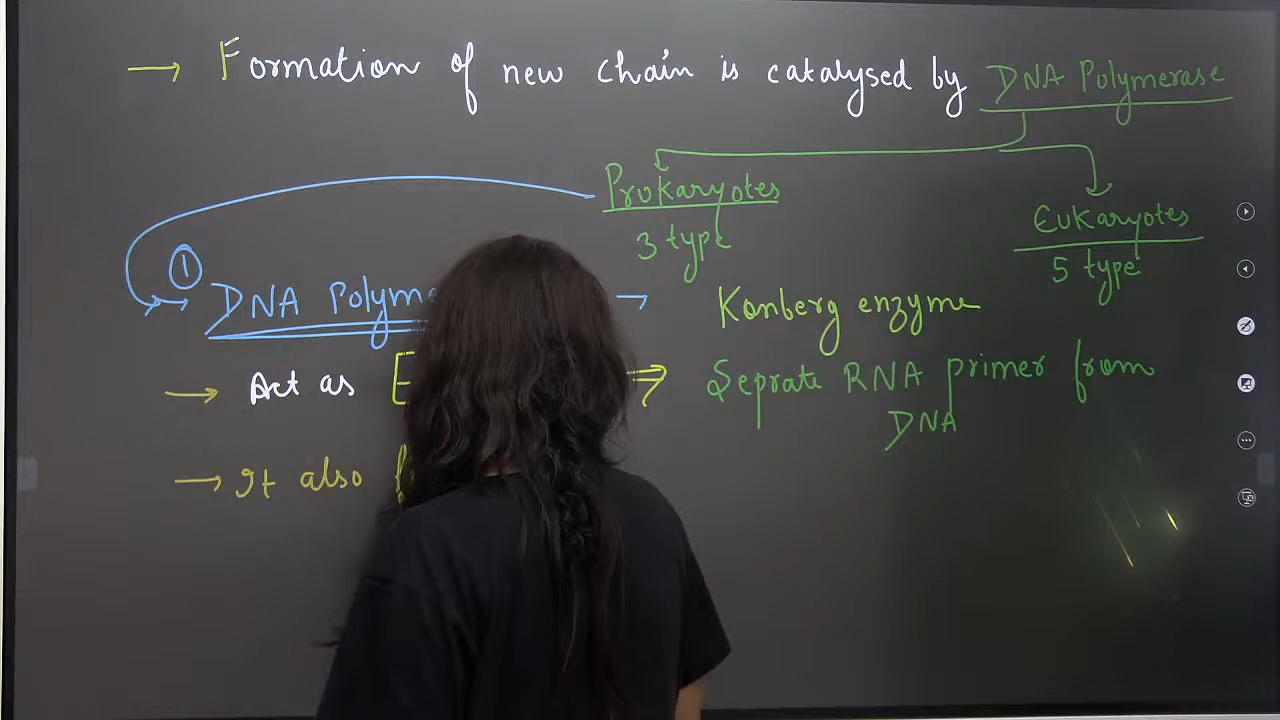 → Formation of new chain is catalysed by DNA Polymerase
Prokaryotes
3 type
Eukaryotes
5 type
①
DNA Polyme
→ Konberg enzyme
→ Act as E
⇒ Seprate RNA primer from
DNA
→ It also